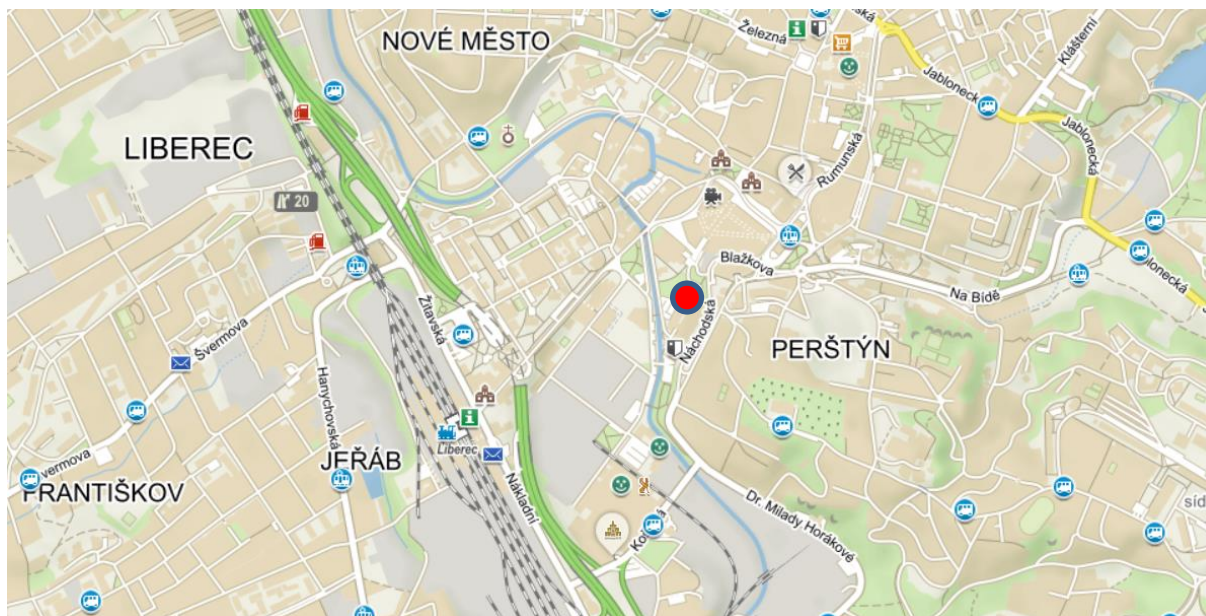 NOVÉ MĚSTO
Železná
Klášterní
Jablonecká
Jablonecká
LIBEREC
Rumunská
20
Blažkova
Na Bídě
Žitavská
Náchodská
Švermova
PERŠTÝN
Hanychovská
Liberec
JEŘÁB
FRANTIŠKOV
Nákladní
Dr. Milady Horákové
síd